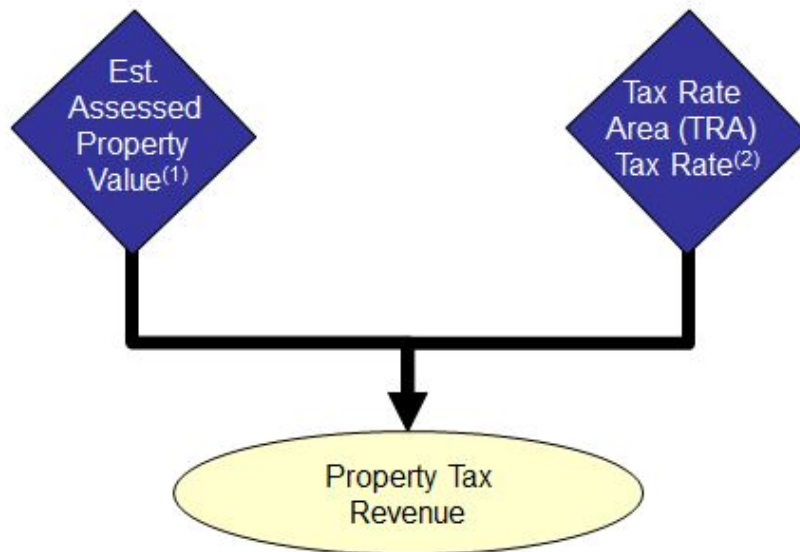 Est.
Assessed
Property
Value(1)
Tax Rate
Area (TRA)
Tax Rate(2)
Property Tax
Revenue